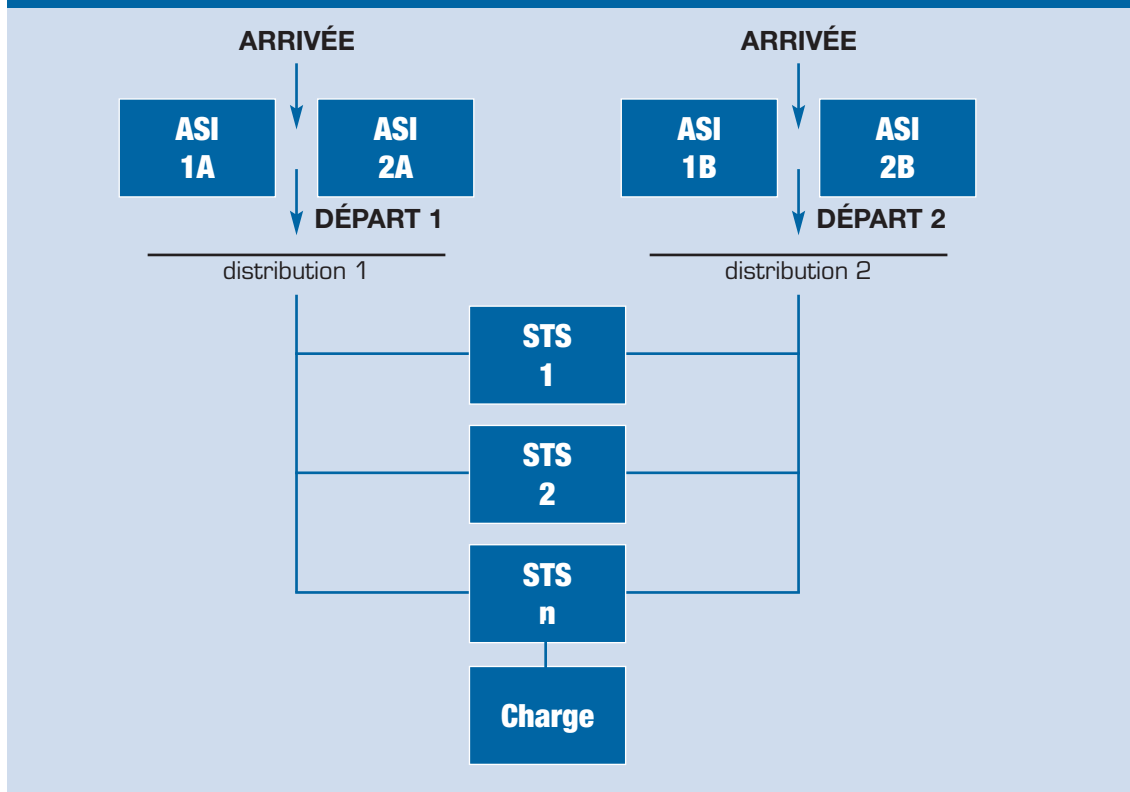 ARRIVÉE
ARRIVÉE
ASI
1A
ASI
2A
ASI
1B
ASI
2B
DÉPART 1
DÉPART 2
distribution 1
distribution 2
STS
1
STS
2
STS
n
Charge